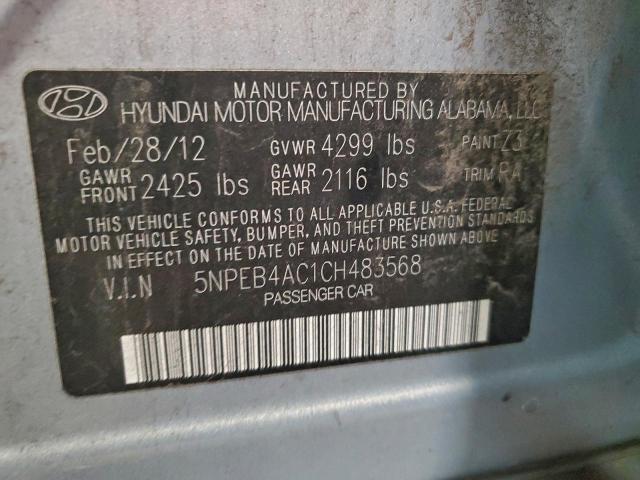 MANUFACTURED BY
HYUNDAI MOTOR MANUFACTURING ALABAMA, LLC
Feb/28/12 GVWR 4299 lbs PAINT Z3
GAWR FRONT 2425 lbs GAWR REAR 2116 lbs TRIM RA
THIS VEHICLE CONFORMS TO ALL APPLICABLE U.S.A. FEDERAL
MOTOR VEHICLE SAFETY, BUMPER, AND THEFT PREVENTION STANDARDS
IN EFFECT ON THE DATE OF MANUFACTURE SHOWN ABOVE.
V.I.N 5NPEB4AC1CH483568
PASSENGER CAR